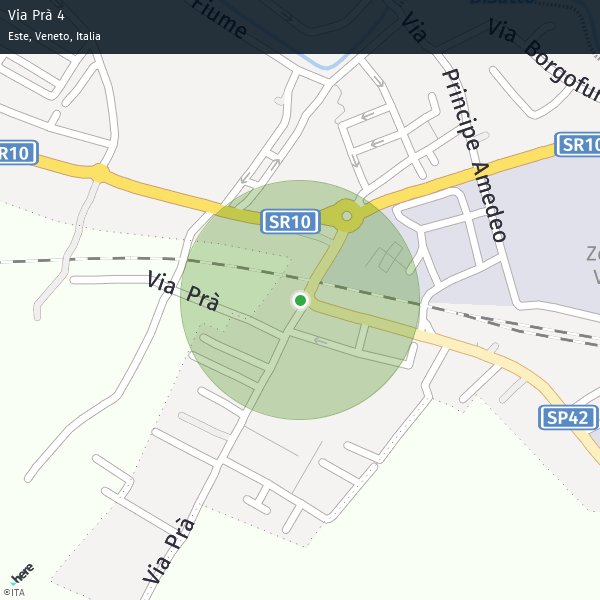 Via Prà 4
Este, Veneto, Italia
Fiume
Via
Via Borgofur
Principe Amedeo
SR10
SR10
SR10
Via Prà
SP42
Via Prà
here
©ITA